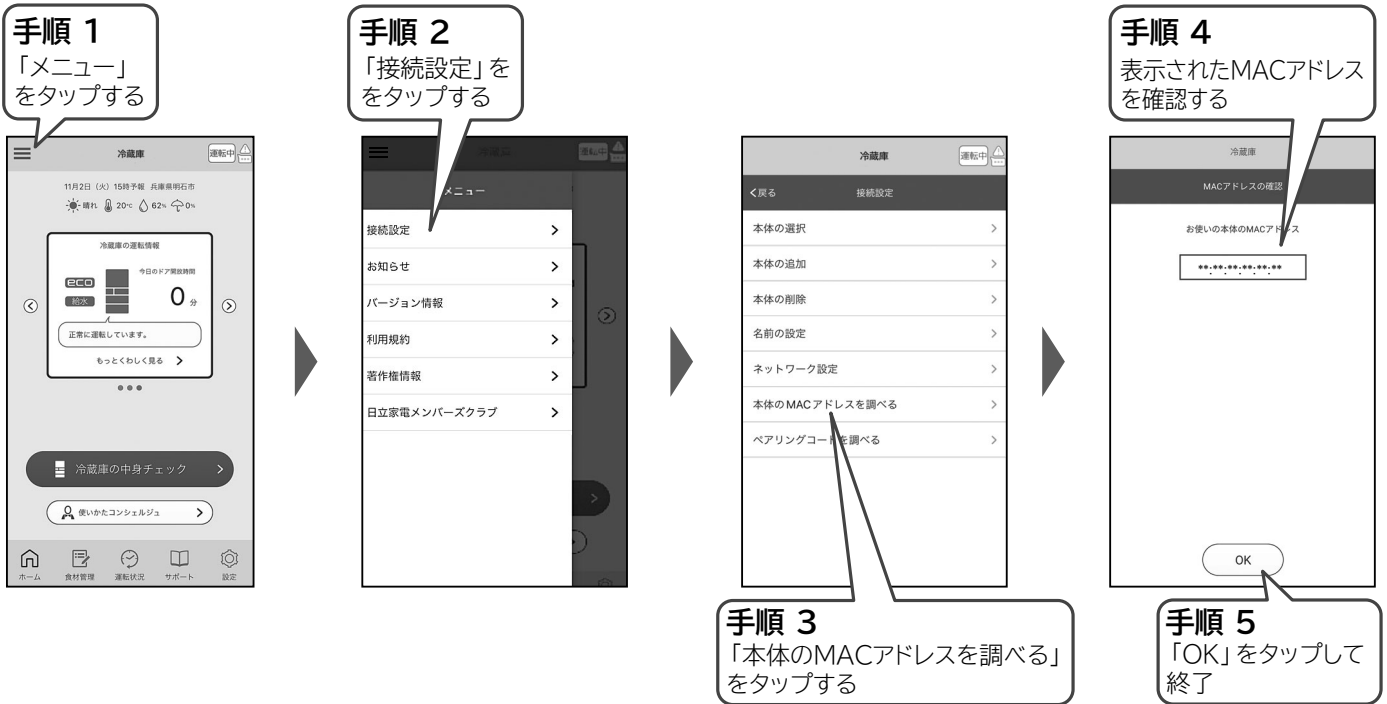 手順 1
「メニュー」
をタップする
手順 2
「接続設定」を
をタップする
手順 4
表示されたMACアドレス
を確認する
冷蔵庫
運転中
11月2日（火）15時予報 兵庫県明石市
晴れ 20℃ 62% 0%
冷蔵庫の運転情報
eco
給水
今日のドア開放時間
0分
正常に運転しています。
もっとくわしく見る
冷蔵庫の中身チェック
使いかたコンシェルジュ
ホーム 食材管理 運転状況 サポート 設定
冷蔵庫
運転中
メニュー
接続設定
お知らせ
バージョン情報
利用規約
著作権情報
日立家電メンバーズクラブ
冷蔵庫
運転中
戻る 接続設定
本体の選択
本体の追加
本体の削除
名前の設定
ネットワーク設定
本体のMACアドレスを調べる
ペアリングコードを調べる
冷蔵庫
MACアドレスの確認
お使いの本体のMACアドレス
**:**:**:**:**:**
OK
手順 3
「本体のMACアドレスを調べる」
をタップする
手順 5
「OK」をタップして
終了